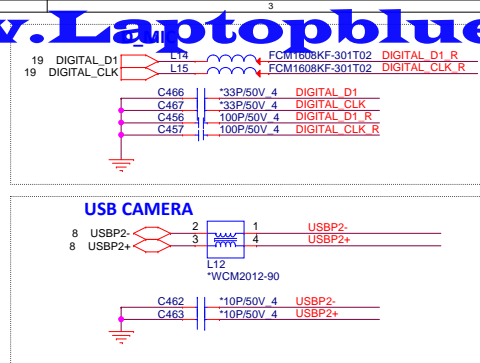 3
v.Laptopblue
D_MIC
19 DIGITAL_D1 L14 FCM1608KF-301T02 DIGITAL_D1_R
19 DIGITAL_CLK L15 FCM1608KF-301T02 DIGITAL_CLK_R
C466 *33P/50V_4 DIGITAL_D1
C467 *33P/50V_4 DIGITAL_CLK
C456 100P/50V_4 DIGITAL_D1_R
C457 100P/50V_4 DIGITAL_CLK_R
USB CAMERA
8 USBP2- 2 1 USBP2-
8 USBP2+ 3 4 USBP2+
L12
*WCM2012-90
C462 *10P/50V_4 USBP2-
C463 *10P/50V_4 USBP2+